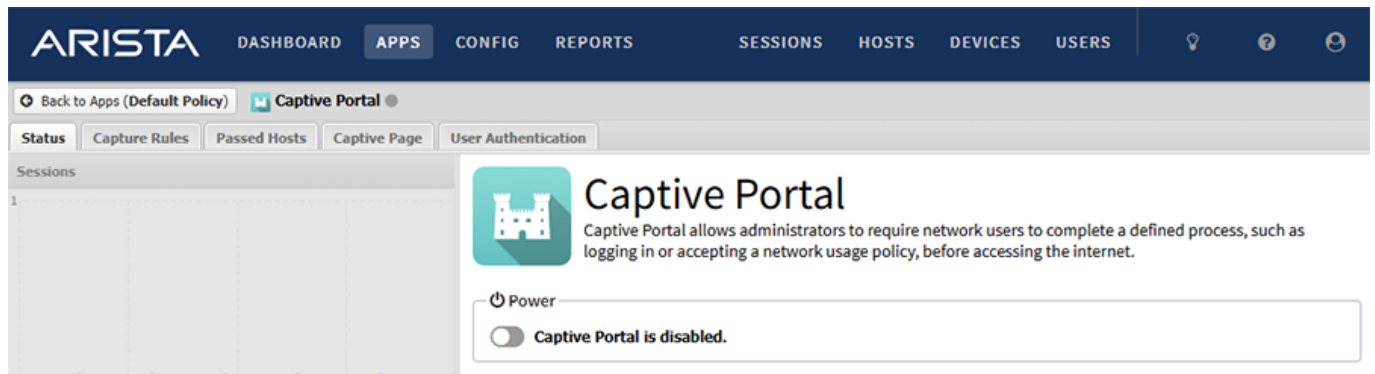 ARISTA DASHBOARD APPS CONFIG REPORTS SESSIONS HOSTS DEVICES USERS
Back to Apps (Default Policy) Captive Portal
Status Capture Rules Passed Hosts Captive Page User Authentication
Sessions
1
Captive Portal
Captive Portal allows administrators to require network users to complete a defined process, such as
logging in or accepting a network usage policy, before accessing the internet.
Power
Captive Portal is disabled.